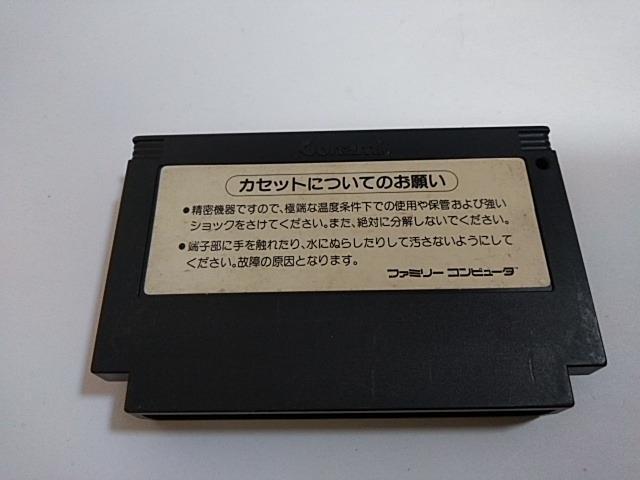 Konami
カセットについてのお願い
●精密機器ですので、極端な温度条件下での使用や保管および強い
ショックをさけてください。また、絶対に分解しないでください。
●端子部に手を触れたり、水にぬらしたりして汚さないようにして
ください。故障の原因となります。
ファミリー コンピュータ